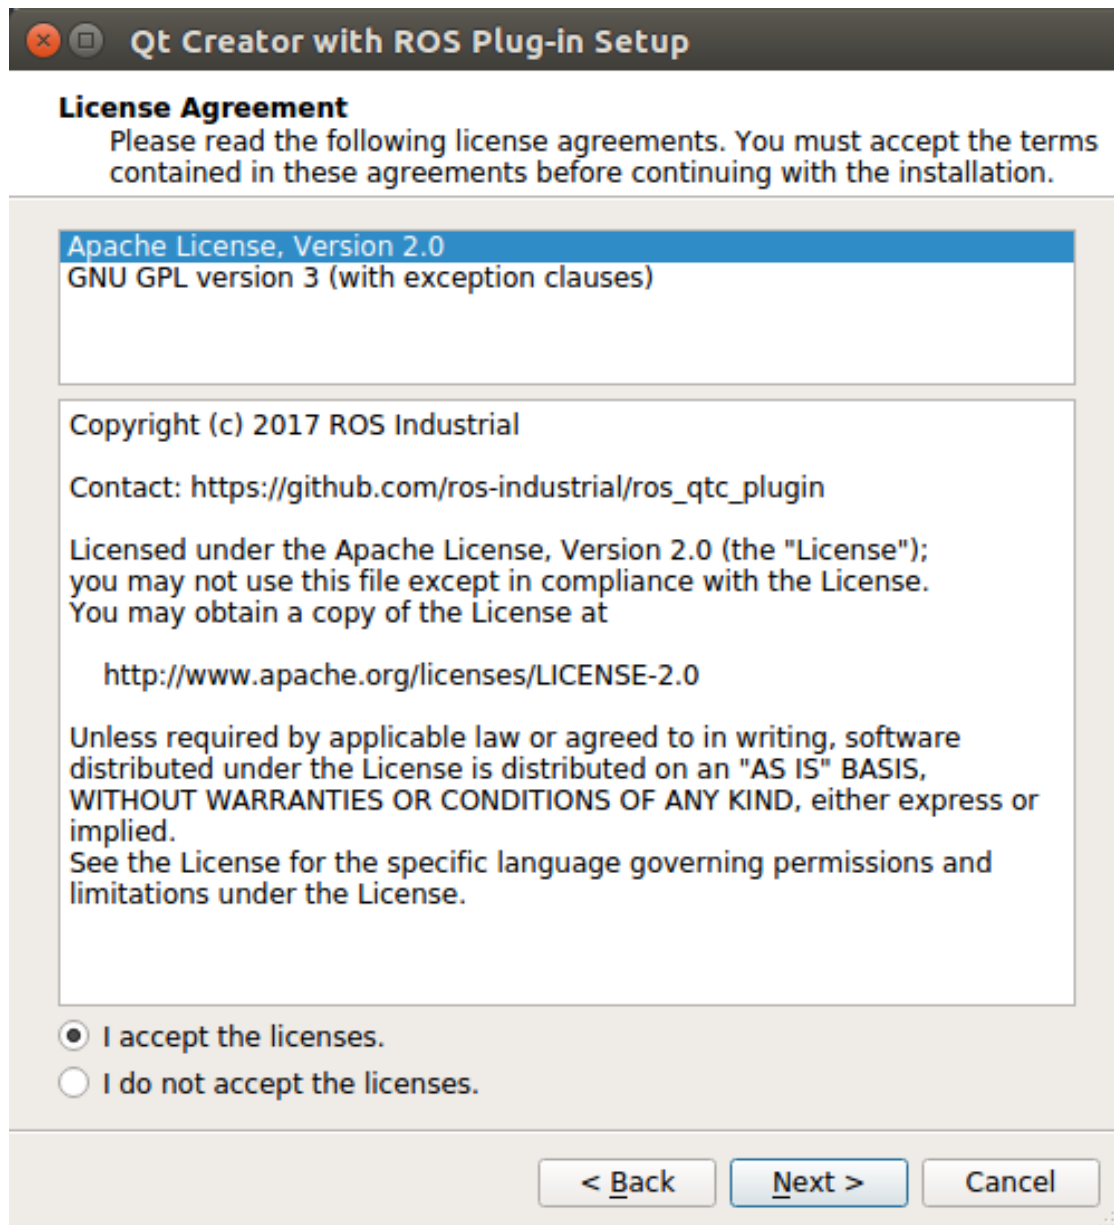 Qt Creator with ROS Plug-in Setup
License Agreement
Please read the following license agreements. You must accept the terms
contained in these agreements before continuing with the installation.
Apache License, Version 2.0
GNU GPL version 3 (with exception clauses)
Copyright (c) 2017 ROS Industrial
Contact: https://github.com/ros-industrial/ros_qtc_plugin
Licensed under the Apache License, Version 2.0 (the "License");
you may not use this file except in compliance with the License.
You may obtain a copy of the License at
http://www.apache.org/licenses/LICENSE-2.0
Unless required by applicable law or agreed to in writing, software
distributed under the License is distributed on an "AS IS" BASIS,
WITHOUT WARRANTIES OR CONDITIONS OF ANY KIND, either express or
implied.
See the License for the specific language governing permissions and
limitations under the License.
I accept the licenses.
I do not accept the licenses.
< Back Next > Cancel